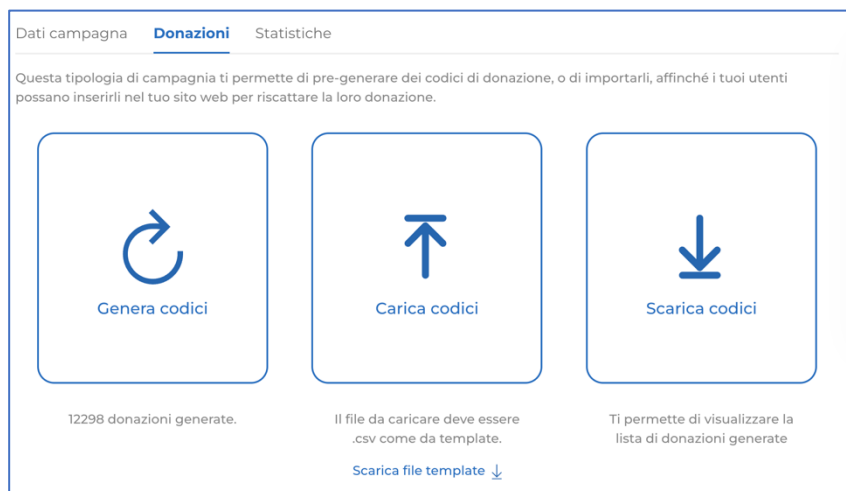 Dati campagna Donazioni Statistiche
Questa tipologia di campagna ti permette di pre-generare dei codici di donazione, o di importarli, affinché i tuoi utenti
possano inserirli nel tuo sito web per riscattare la loro donazione.
Genera codici
Carica codici
Scarica codici
12298 donazioni generate.
Il file da caricare deve essere
.csv come da template.
Scarica file template
Ti permette di visualizzare la
lista di donazioni generate